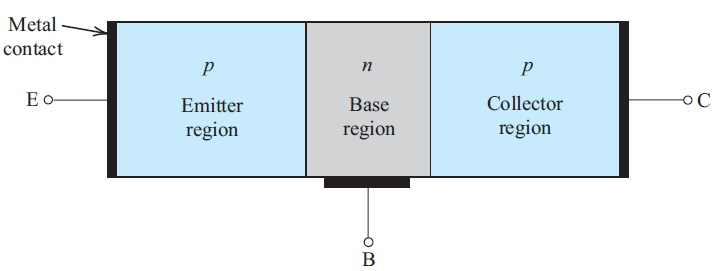 Metal
contact
p
n
p
E
Emitter
region
Base
region
Collector
region
C
B